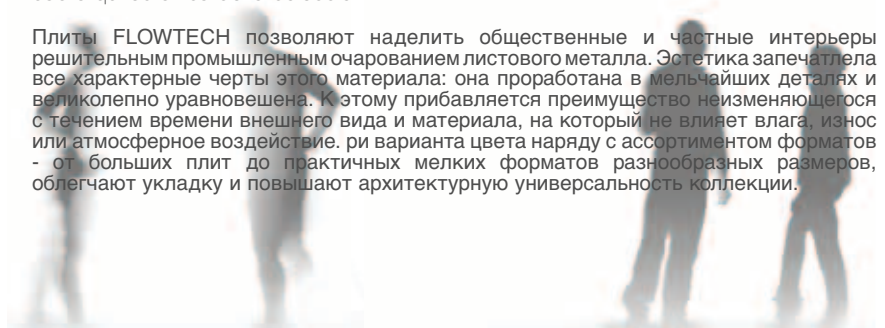 Плиты FLOWTECH позволяют наделить общественные и частные интерьеры
решительным промышленным очарованием листового металла. Эстетика запечатлела
все характерные черты этого материала: она проработана в мельчайших деталях и
великолепно уравновешена. К этому прибавляется преимущество неизменяющегося
с течением времени внешнего вида и материала, на который не влияет влага, износ
или атмосферное воздействие. ри варианта цвета наряду с ассортиментом форматов
- от больших плит до практичных мелких форматов разнообразных размеров,
облегчают укладку и повышают архитектурную универсальность коллекции.